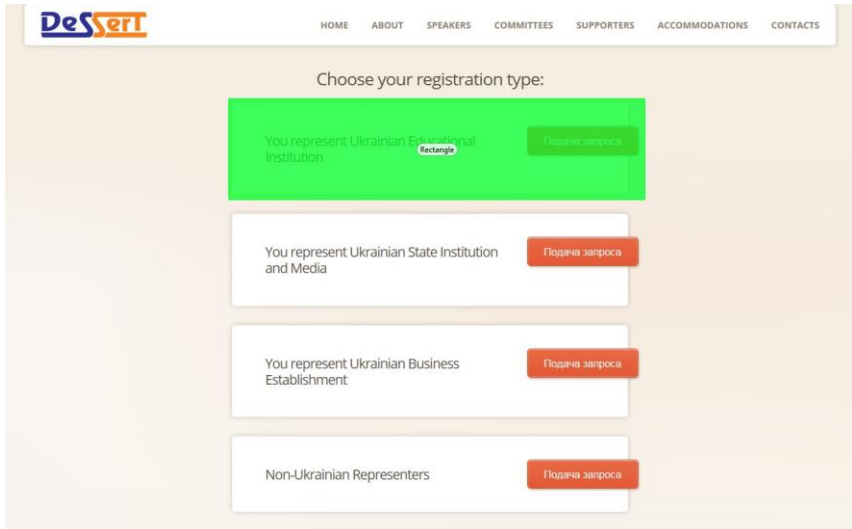 DeSSerT
HOME ABOUT SPEAKERS COMMITTEES SUPPORTERS ACCOMMODATIONS CONTACTS
Choose your registration type:
You represent Ukrainian Educational
Institution
Rectangle
Подача запроса
You represent Ukrainian State Institution
and Media
Подача запроса
You represent Ukrainian Business
Establishment
Подача запроса
Non-Ukrainian Representers
Подача запроса